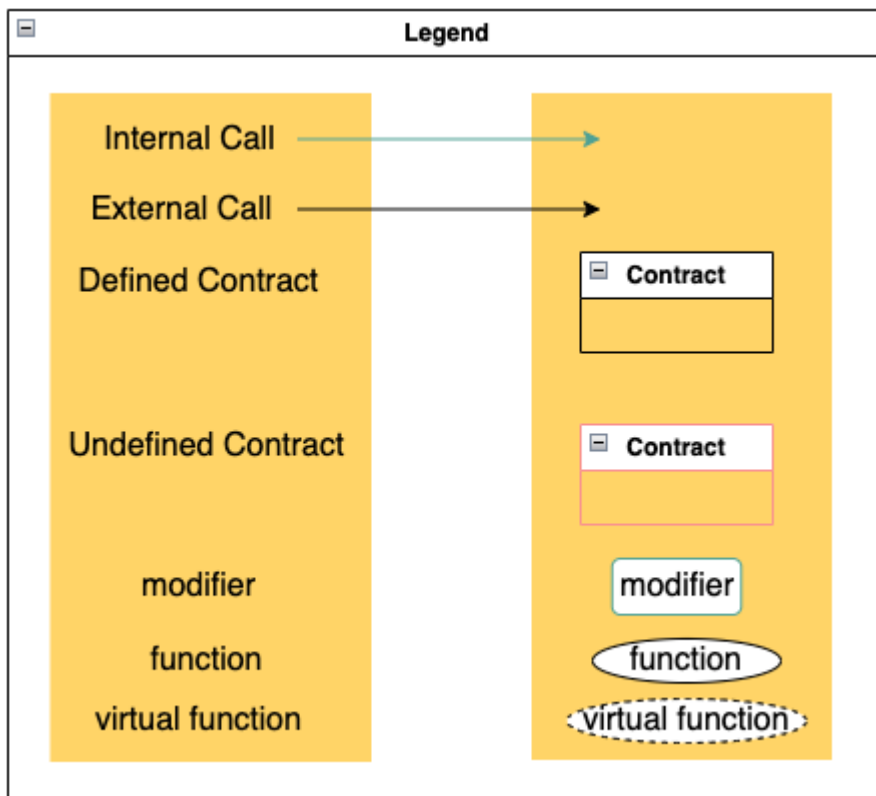 Legend
Internal Call
External Call
Defined Contract
Contract
Undefined Contract
Contract
modifier
modifier
function
function
virtual function
virtual function